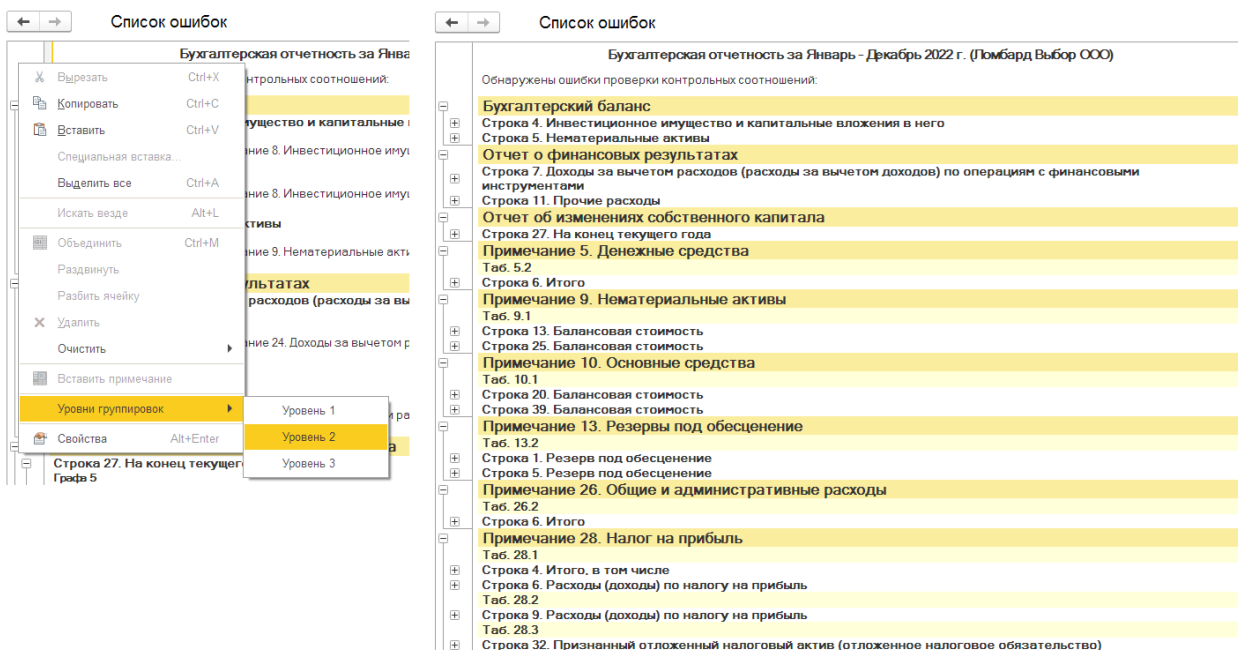 Список ошибок
Бухгалтерская отчетность за Янва
нтрольных соотношений:
Вырезать Ctrl+X
Копировать Ctrl+C
Вставить Ctrl+V
мущество и капитальные
Специальная вставка...
ние 8. Инвестиционное имущ
Выделить все Ctrl+A
ние 8. Инвестиционное имущ
Искать везде Alt+L
ктивы
Объединить Ctrl+M
ние 9. Нематериальные акти
Раздвинуть
ультатах
Разбить ячейку
расходов (расходы за вы
Удалить
Очистить
ние 24. Доходы за вычетом р
Вставить примечание
Уровни группировок
Уровень 1
ра
Свойства Alt+Enter
Уровень 2
а
Уровень 3
Строка 27. На конец текущег
Графа 5
Список ошибок
Бухгалтерская отчетность за Январь - Декабрь 2022 г. (Ломбард Выбор ООО)
Обнаружены ошибки проверки контрольных соотношений:
Бухгалтерский баланс
Строка 4. Инвестиционное имущество и капитальные вложения в него
Строка 5. Нематериальные активы
Отчет о финансовых результатах
Строка 7. Доходы за вычетом расходов (расходы за вычетом доходов) по операциям с финансовыми
инструментами
Строка 11. Прочие расходы
Отчет об изменениях собственного капитала
Строка 27. На конец текущего года
Примечание 5. Денежные средства
Таб. 5.2
Строка 6. Итого
Примечание 9. Нематериальные активы
Таб. 9.1
Строка 13. Балансовая стоимость
Строка 25. Балансовая стоимость
Примечание 10. Основные средства
Таб. 10.1
Строка 20. Балансовая стоимость
Строка 39. Балансовая стоимость
Примечание 13. Резервы под обесценение
Таб. 13.2
Строка 1. Резерв под обесценение
Строка 5. Резерв под обесценение
Примечание 26. Общие и административные расходы
Таб. 26.2
Строка 6. Итого
Примечание 28. Налог на прибыль
Таб. 28.1
Строка 4. Итого, в том числе
Строка 6. Расходы (доходы) по налогу на прибыль
Таб. 28.2
Строка 9. Расходы (доходы) по налогу на прибыль
Таб. 28.3
Строка 32. Признанный отложенный налоговый актив (отложенное налоговое обязательство)